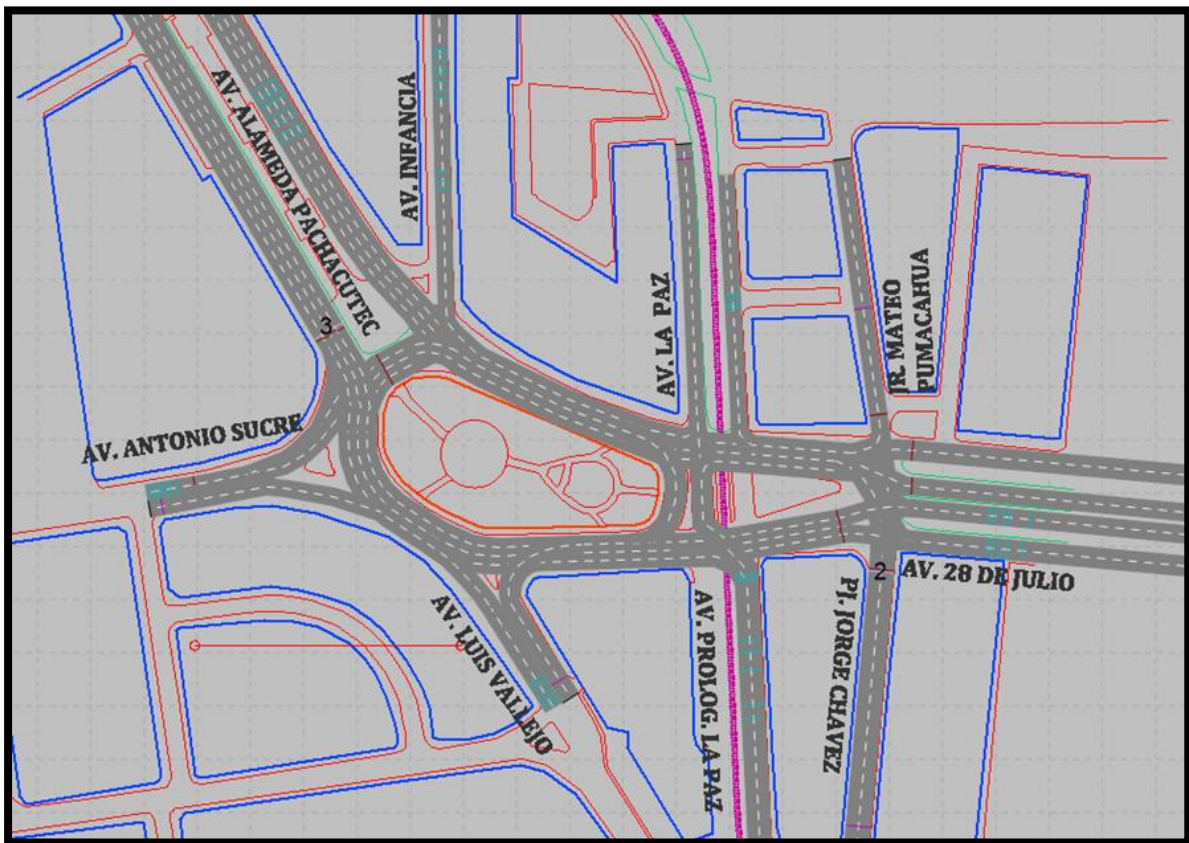 AV. ALAMEDA PACHACUTEC
AV. INFANCIA
AV. LA PAZ
JR. MATEO
PUMACAHUA
3
AV. ANTONIO SUCRE
2
AV. 28 DE JULIO
AV. LUIS VALLEJO
AV. PROLOG. LA PAZ
PJ. JORGE CHAVEZ